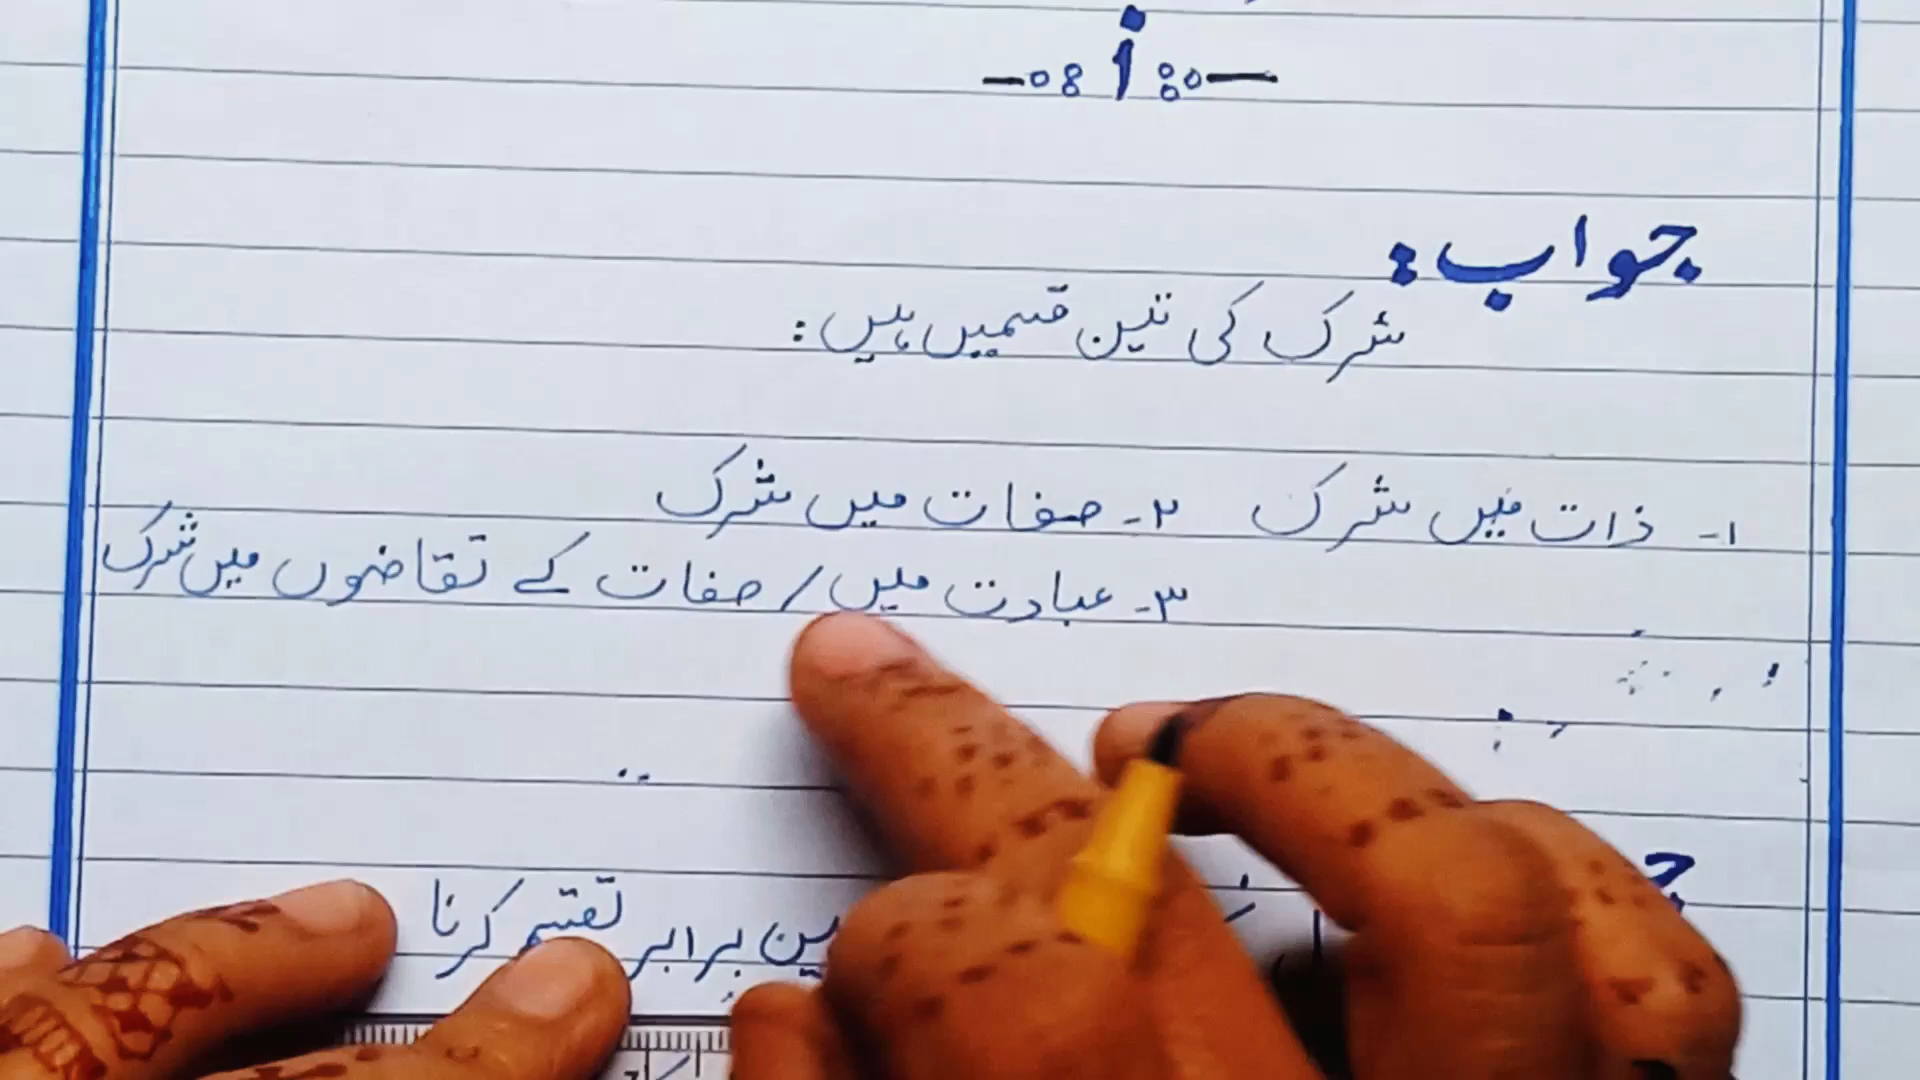 جواب:
شرک کی تین قسمیں ہیں:
۱- ذات میں شرک ۲- صفات میں شرک
۳- عبادت میں / صفات کے تقاضوں میں شرک
برابر تقسیم کرنا